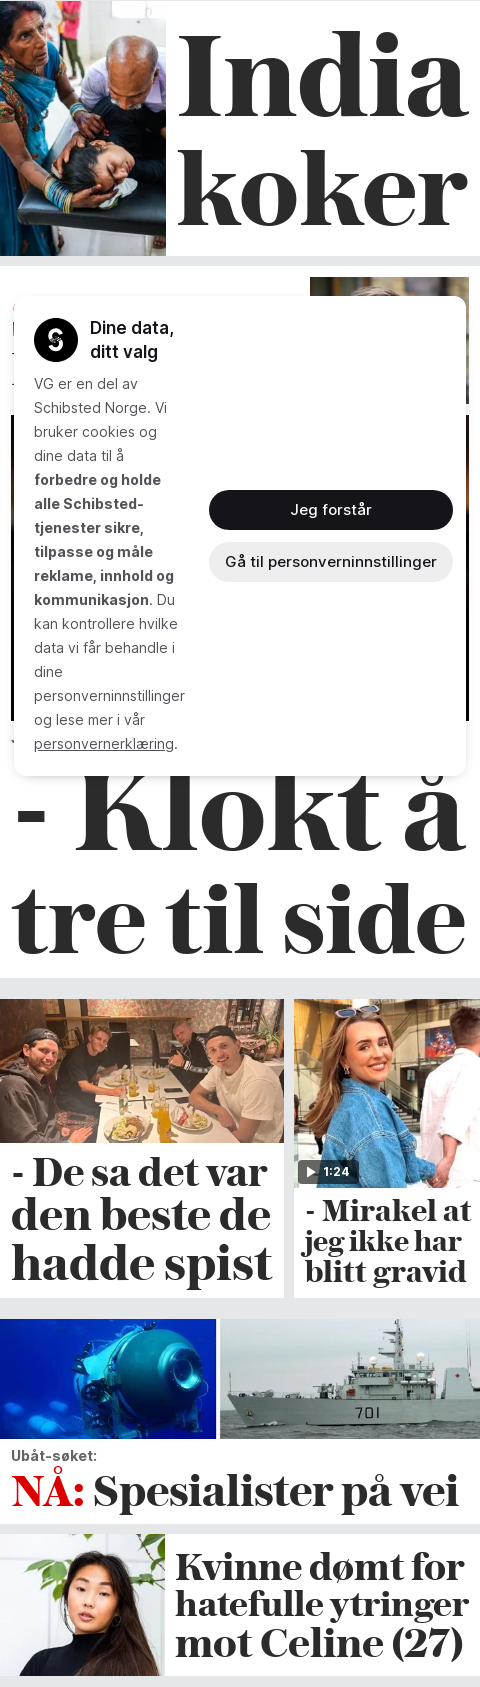 India
koker
Dine data,
ditt valg
VG er en del av
Schibsted Norge. Vi
bruker cookies og
dine data til å
forbedre og holde
alle Schibsted-
tjenester sikre,
tilpasse og måle
reklame, innhold og
kommunikasjon. Du
kan kontrollere hvilke
data vi får behandle i
dine
personverninnstillinger
og lese mer i vår
personvernerklæring.
Jeg forstår
Gå til personverninnstillinger
- Klokt å
tre til side
- De sa det var
den beste de
hadde spist
1:24
- Mirakel at
jeg ikke har
blitt gravid
701
Ubåt-søket:
NÅ: Spesialister på vei
Kvinne dømt for
hatefulle ytringer
mot Celine (27)